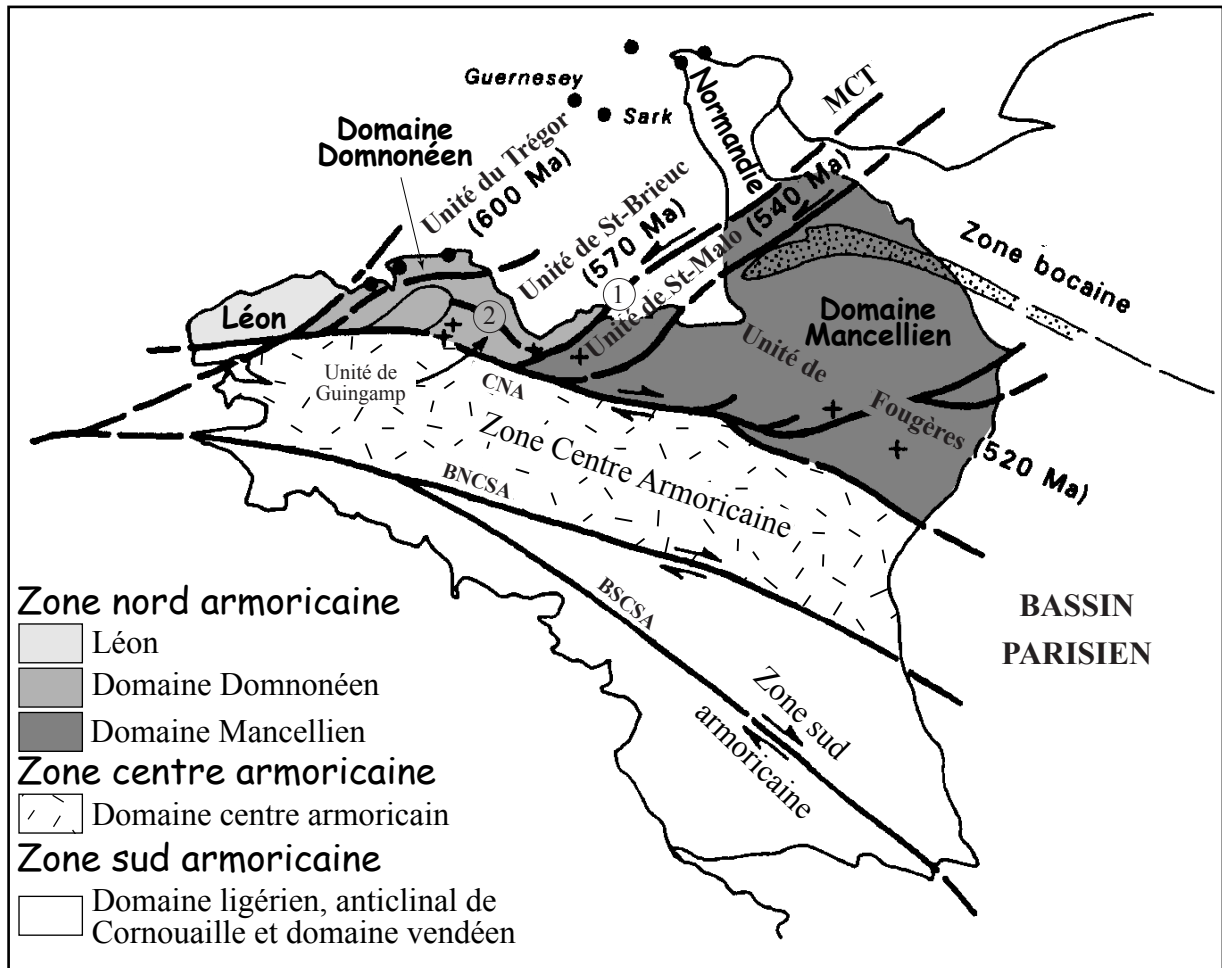 Guernesey
Sark
Normandie
MCT
Domaine
Domnonéen
Unité du Trégor
(600 Ma)
Unité de St-Brieuc
(570 Ma)
Unité de St-Malo
(540 Ma)
Zone bocaine
Léon
1
2
Domaine
Mancellien
Unité de
Fougères
(520 Ma)
Unité de
Guingamp
CNA
Zone Centre Armoricaine
BNCSA
BSCSA
Zone sud
armoricaine
BASSIN
PARISIEN
Zone nord armoricaine
Léon
Domaine Domnonéen
Domaine Mancellien
Zone centre armoricaine
Domaine centre armoricain
Zone sud armoricaine
Domaine ligérien, anticlinal de
Cornouaille et domaine vendéen